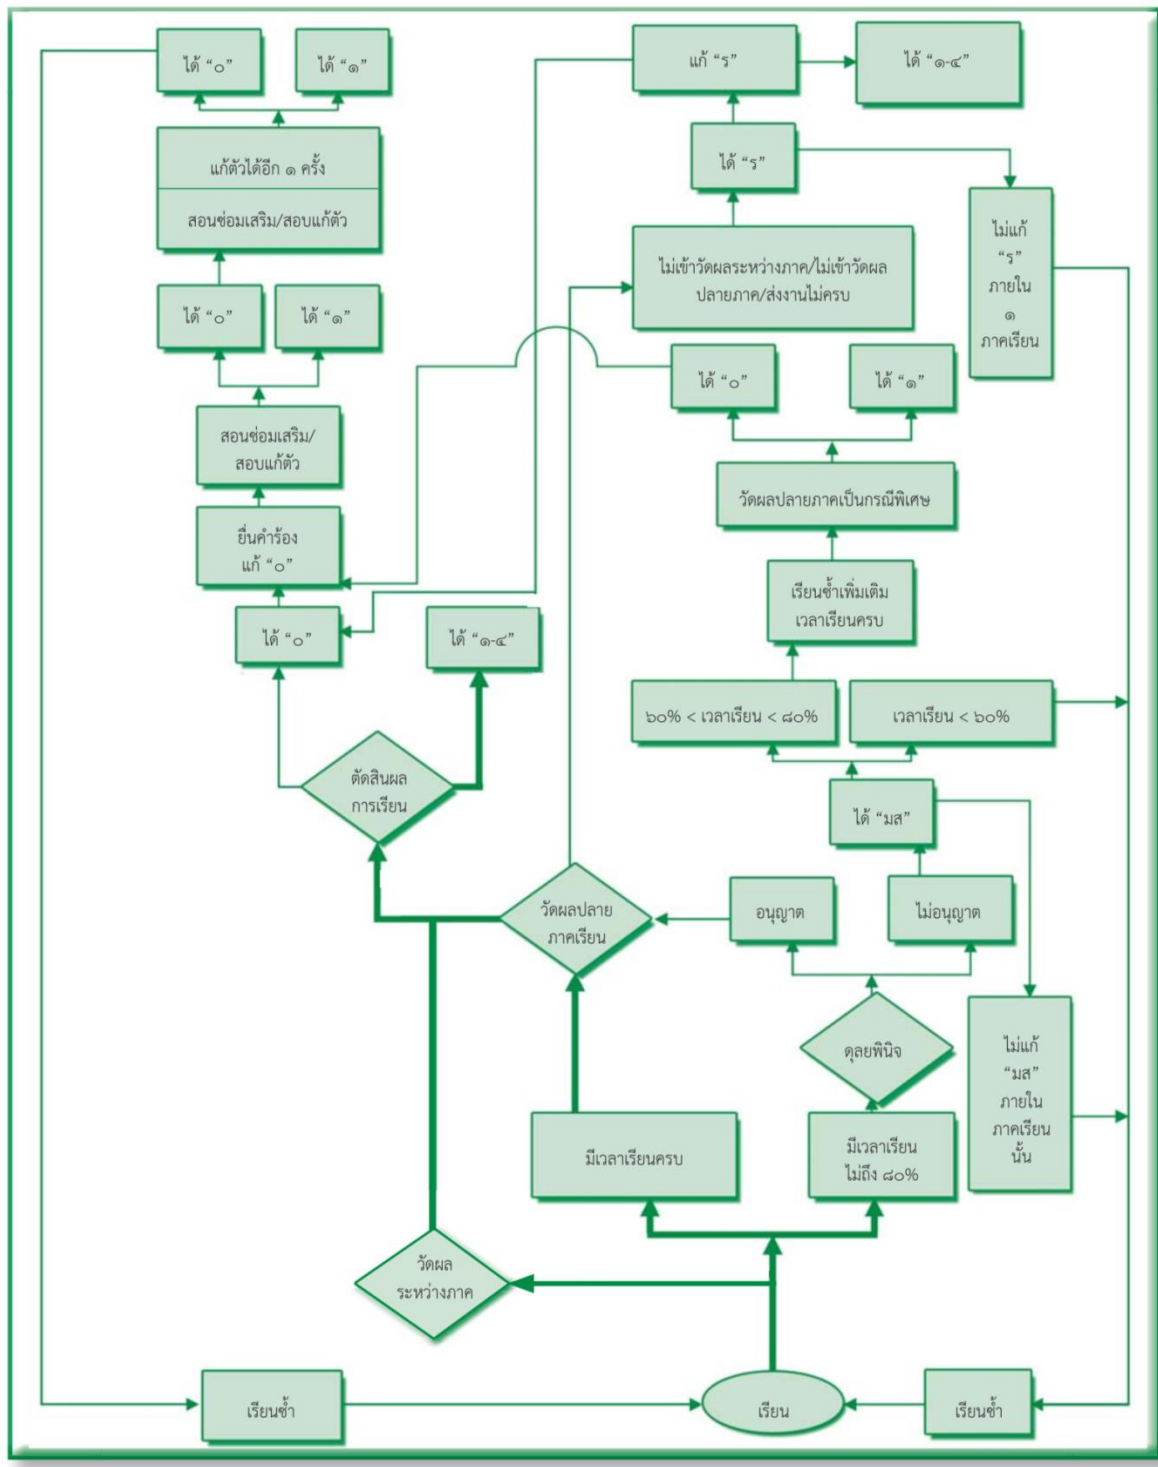 ได้ “๐”
ได้ “๑”
แก้ “ร”
ได้ “๑-๔”
แก้ตัวได้อีก ๑ ครั้ง
สอนซ่อมเสริม/สอบแก้ตัว
ได้ “ร”
ไม่แก้
“ร”
ภายใน
๑
ภาคเรียน
ไม่เข้าวัดผลระหว่างภาค/ไม่เข้าวัดผล
ปลายภาค/ส่งงานไม่ครบ
ได้ “๐”
ได้ “๑”
ได้ “๐”
ได้ “๑”
สอนซ่อมเสริม/
สอบแก้ตัว
วัดผลปลายภาคเป็นกรณีพิเศษ
ยื่นคำร้อง
แก้ “๐”
เรียนซ้ำเพิ่มเติม
เวลาเรียนครบ
ได้ “๐”
ได้ “๑-๔”
๖๐% < เวลาเรียน < ๘๐%
เวลาเรียน < ๖๐%
ตัดสินผล
การเรียน
ได้ “มส”
วัดผลปลาย
ภาคเรียน
อนุญาต
ไม่อนุญาต
ดุลยพินิจ
ไม่แก้
“มส”
ภายใน
ภาคเรียน
นั้น
มีเวลาเรียนครบ
มีเวลาเรียน
ไม่ถึง ๘๐%
วัดผล
ระหว่างภาค
เรียนซ้ำ
เรียน
เรียนซ้ำ